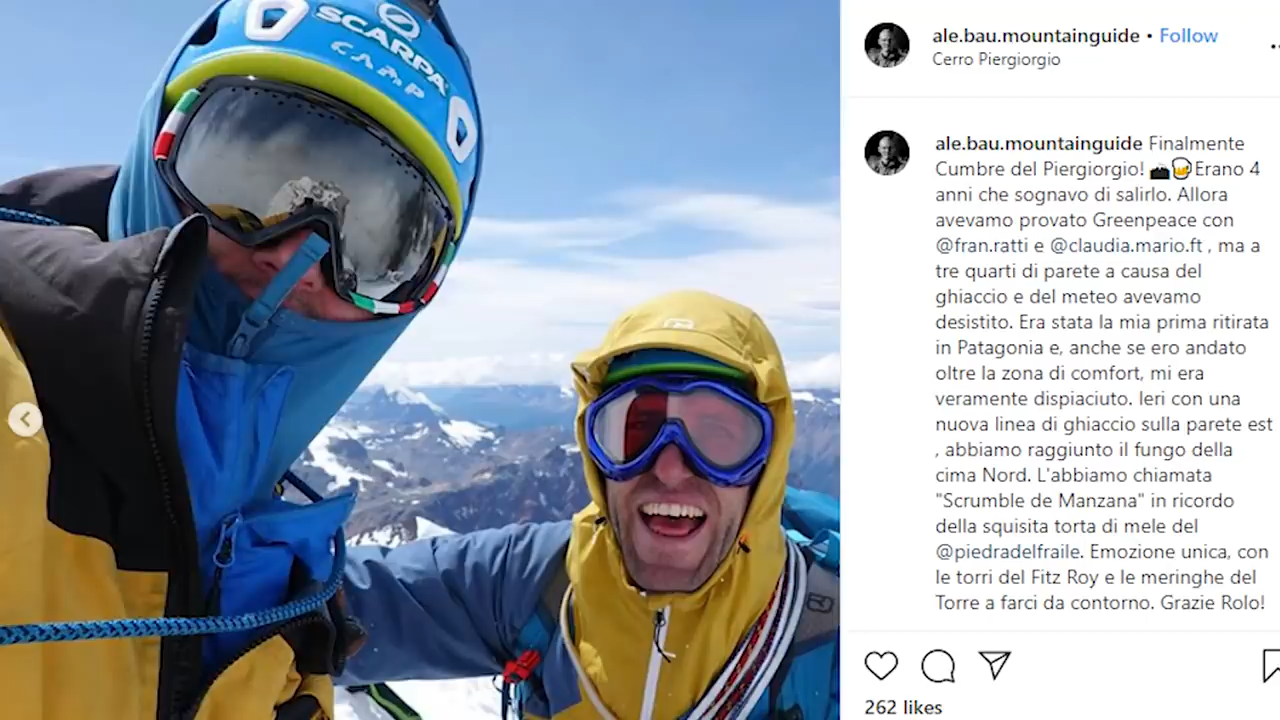 SCARPA
CAMP
ale.bau.mountainguide • Follow
Cerro Piergiorgio
ale.bau.mountainguide Finalmente
Cumbre del Piergiorgio! Erano 4
anni che sognavo di salirlo. Allora
avevamo provato Greenpeace con
@fran.ratti e @claudia.mario.ft , ma a
tre quarti di parete a causa del
ghiaccio e del meteo avevamo
desistito. Era stata la mia prima ritirata
in Patagonia e, anche se ero andato
oltre la zona di comfort, mi era
veramente dispiaciuto. Ieri con una
nuova linea di ghiaccio sulla parete est
, abbiamo raggiunto il fungo della
cima Nord. L'abbiamo chiamata
"Scrumble de Manzana" in ricordo
della squisita torta di mele del
@piedradelfraile. Emozione unica, con
le torri del Fitz Roy e le meringhe del
Torre a farci da contorno. Grazie Rolo!
262 likes